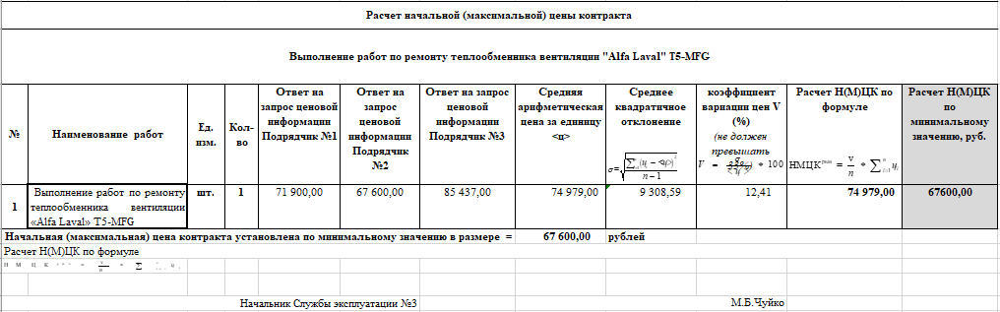 Расчет начальной (максимальной) цены контракта
Выполнение работ по ремонту теплообменника вентиляции "Alfa Laval" T5-MFG
№
Наименование работ
Ед.
изм.
Кол-
во
Ответ на
запрос ценовой
информации
Подрядчик №1
Ответ на
запрос
ценовой
информации
Подрядчик
№2
Ответ на запрос
ценовой
информации
Подрядчик №3
Средняя
арифметическая
цена за единицу
<ц>
Среднее
квадратичное
отклонение
коэффициент
вариации цен V
(%)
(не должен
превышать
V = * 100
Расчет Н(М)ЦК по
формуле
НМЦК = v/n * ∑
Расчет Н(М)ЦК
по
минимальному
значению, руб.
1
Выполнение работ по ремонту
теплообменника вентиляции
«Alfa Laval» T5-MFG
шт.
1
71 900,00
67 600,00
85 437,00
74 979,00
9 308,59
12,41
74 979,00
67600,00
Начальная (максимальная) цена контракта установлена по минимальному значению в размере =
67 600,00
рублей
Расчет Н(М)ЦК по формуле
Начальник Службы эксплуатации №3
М.Б.Чуйко